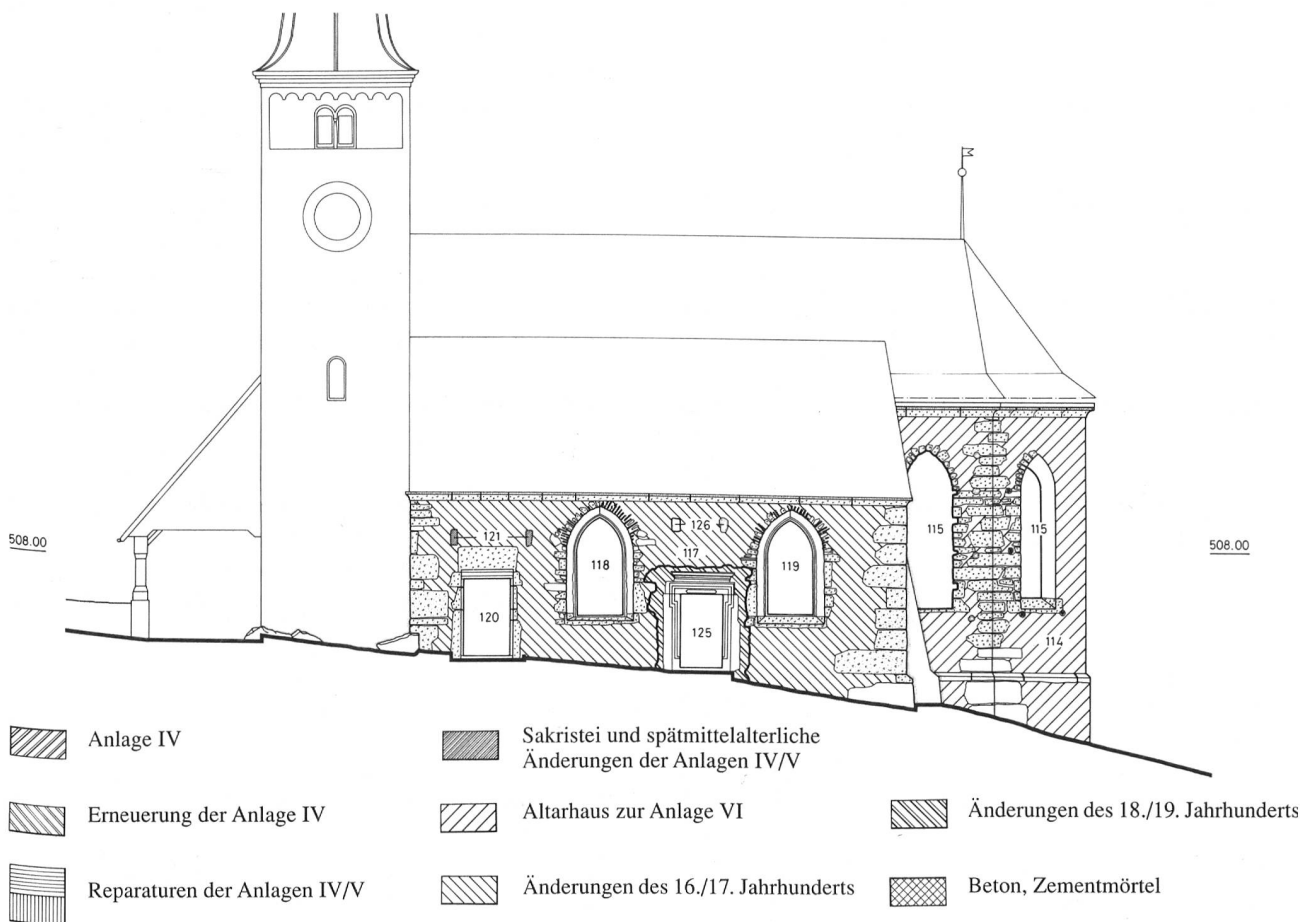 508.00
508.00
121
126
117
118
119
120
125
115
115
114
Anlage IV
Erneuerung der Anlage IV
Reparaturen der Anlagen IV/V
Sakristei und spätmittelalterliche
Änderungen der Anlagen IV/V
Altarhaus zur Anlage VI
Änderungen des 16./17. Jahrhunderts
Änderungen des 18./19. Jahrhunderts
Beton, Zementmörtel